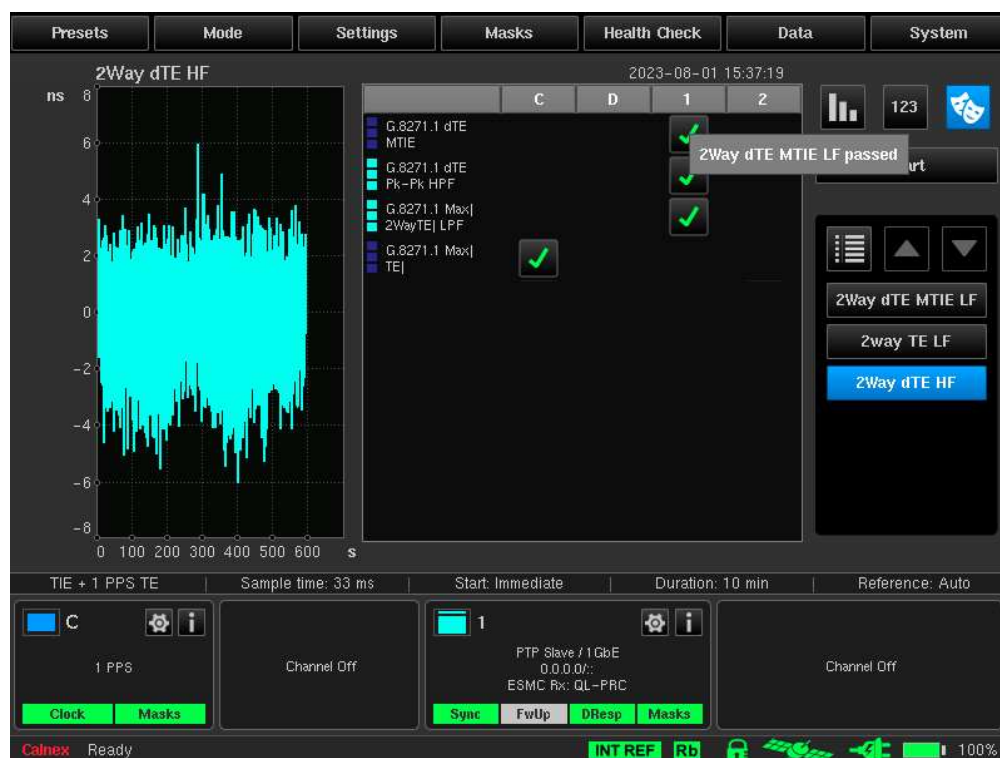 Presets Mode Settings Masks Health Check Data System
2Way dTE HF
2023-08-01 15:37:19
ns
8
6
4
2
0
-2
-4
-6
-8
0 100 200 300 400 500 600 s
C D 1 2
G.8271.1 dTE
MTIE
G.8271.1 dTE
Pk-Pk HPF
G.8271.1 Max|
2WayTE| LPF
G.8271.1 Max|
TE|
2Way dTE MTIE LF passed
123
2Way dTE MTIE LF
2way TE LF
2Way dTE HF
TIE + 1 PPS TE | Sample time: 33 ms | Start: Immediate | Duration: 10 min | Reference: Auto
C i
1 PPS
Clock Masks
Channel Off
1 i
PTP Slave / 1 GbE
0.0.0.0/::
ESMC Rx: QL-PRC
Sync FwUp DResp Masks
Channel Off
Calnex Ready INT REF Rb 100%